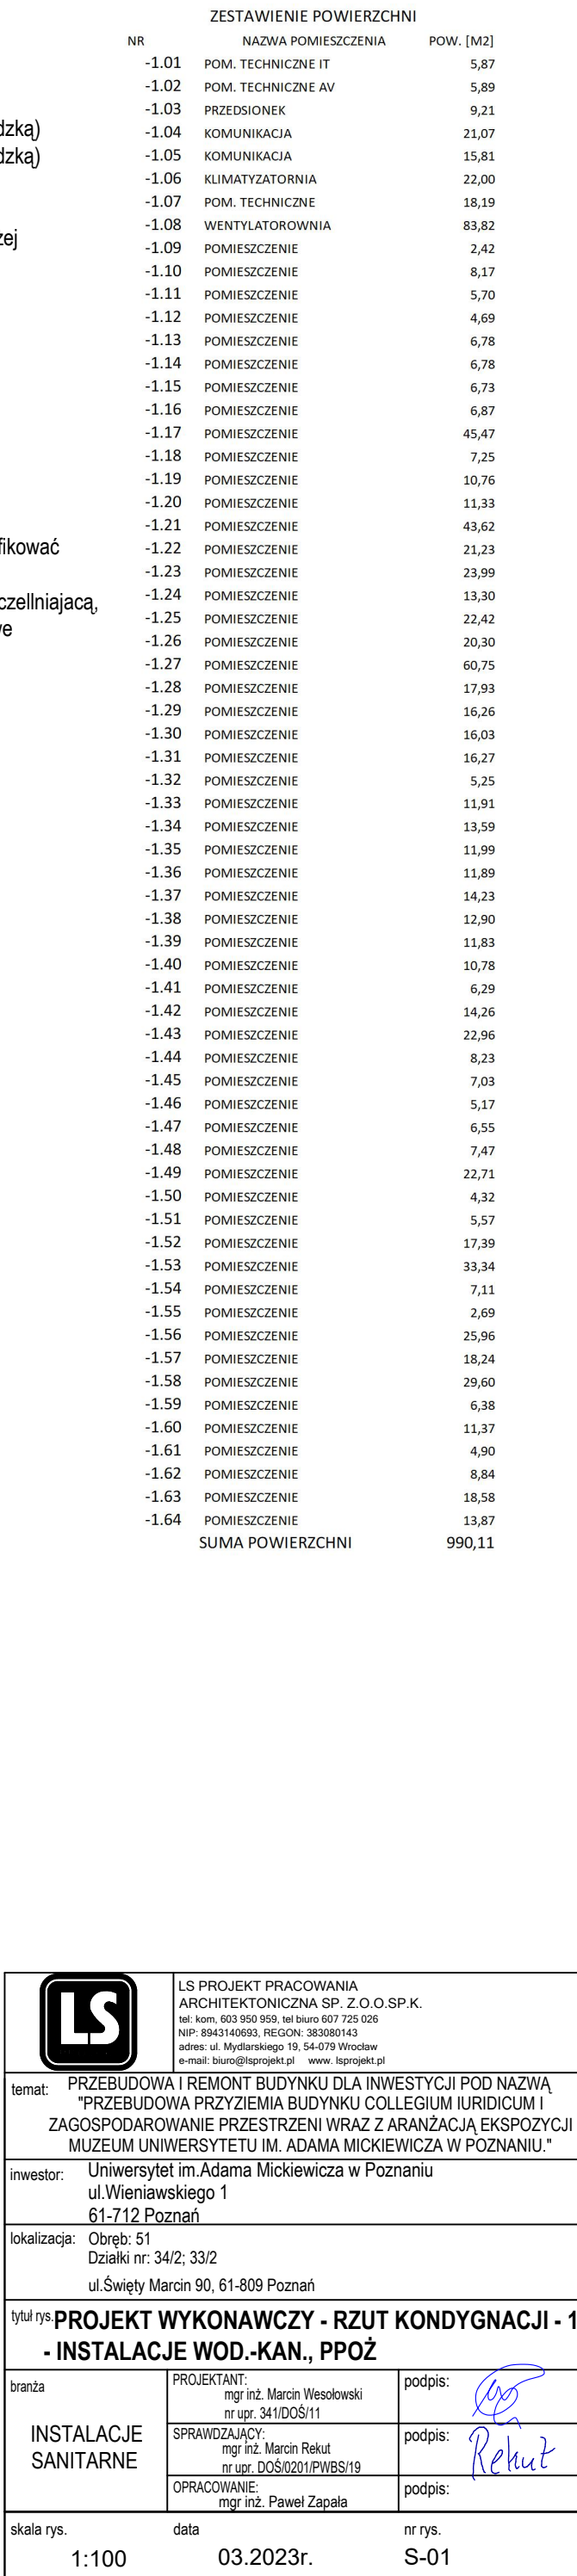 ZESTAWIENIE POWIERZCHNI
NR NAZWA POMIESZCZENIA POW. [M2]
-1.01 POM. TECHNICZNE IT 5,87
-1.02 POM. TECHNICZNE AV 5,89
-1.03 PRZEDSIONEK 9,21
dzką)
-1.04 KOMUNIKACJA 21,07
dzką)
-1.05 KOMUNIKACJA 15,81
-1.06 KLIMATYZATORNIA 22,00
-1.07 POM. TECHNICZNE 18,19
-1.08 WENTYLATOROWNIA 83,82
zej
-1.09 POMIESZCZENIE 2,42
-1.10 POMIESZCZENIE 8,17
-1.11 POMIESZCZENIE 5,70
-1.12 POMIESZCZENIE 4,69
-1.13 POMIESZCZENIE 6,78
-1.14 POMIESZCZENIE 6,78
-1.15 POMIESZCZENIE 6,73
-1.16 POMIESZCZENIE 6,87
-1.17 POMIESZCZENIE 45,47
-1.18 POMIESZCZENIE 7,25
-1.19 POMIESZCZENIE 10,76
-1.20 POMIESZCZENIE 11,33
-1.21 POMIESZCZENIE 43,62
fikować
-1.22 POMIESZCZENIE 21,23
-1.23 POMIESZCZENIE 23,99
-1.24 POMIESZCZENIE 13,30
czellniajacą,
-1.25 POMIESZCZENIE 22,42
we
-1.26 POMIESZCZENIE 20,30
-1.27 POMIESZCZENIE 60,75
-1.28 POMIESZCZENIE 17,93
-1.29 POMIESZCZENIE 16,26
-1.30 POMIESZCZENIE 16,03
-1.31 POMIESZCZENIE 16,27
-1.32 POMIESZCZENIE 5,25
-1.33 POMIESZCZENIE 11,91
-1.34 POMIESZCZENIE 13,59
-1.35 POMIESZCZENIE 11,99
-1.36 POMIESZCZENIE 11,89
-1.37 POMIESZCZENIE 14,23
-1.38 POMIESZCZENIE 12,90
-1.39 POMIESZCZENIE 11,83
-1.40 POMIESZCZENIE 10,78
-1.41 POMIESZCZENIE 6,29
-1.42 POMIESZCZENIE 14,26
-1.43 POMIESZCZENIE 22,96
-1.44 POMIESZCZENIE 8,23
-1.45 POMIESZCZENIE 7,03
-1.46 POMIESZCZENIE 5,17
-1.47 POMIESZCZENIE 6,55
-1.48 POMIESZCZENIE 7,47
-1.49 POMIESZCZENIE 22,71
-1.50 POMIESZCZENIE 4,32
-1.51 POMIESZCZENIE 5,57
-1.52 POMIESZCZENIE 17,39
-1.53 POMIESZCZENIE 33,34
-1.54 POMIESZCZENIE 7,11
-1.55 POMIESZCZENIE 2,69
-1.56 POMIESZCZENIE 25,96
-1.57 POMIESZCZENIE 18,24
-1.58 POMIESZCZENIE 29,60
-1.59 POMIESZCZENIE 6,38
-1.60 POMIESZCZENIE 11,37
-1.61 POMIESZCZENIE 4,90
-1.62 POMIESZCZENIE 8,84
-1.63 POMIESZCZENIE 18,58
-1.64 POMIESZCZENIE 13,87
SUMA POWIERZCHNI 990,11
LS
LS PROJEKT PRACOWANIA
ARCHITEKTONICZNA SP. Z.O.O.SP.K.
tel: kom, 603 950 959, tel biuro 607 725 026
NIP: 8943140693, REGON: 383080143
adres: ul. Mydlarskiego 19, 54-079 Wrocław
e-mail: biuro@lsprojekt.pl www. lsprojekt.pl
temat: PRZEBUDOWA I REMONT BUDYNKU DLA INWESTYCJI POD NAZWĄ
"PRZEBUDOWA PRZYZIEMIA BUDYNKU COLLEGIUM IURIDICUM I
ZAGOSPODAROWANIE PRZESTRZENI WRAZ Z ARANŻACJĄ EKSPOZYCJI
MUZEUM UNIWERSYTETU IM. ADAMA MICKIEWICZA W POZNANIU."
inwestor: Uniwersytet im.Adama Mickiewicza w Poznaniu
ul.Wieniawskiego 1
61-712 Poznań
lokalizacja: Obręb: 51
Działki nr: 34/2; 33/2
ul.Święty Marcin 90, 61-809 Poznań
tytuł rys. PROJEKT WYKONAWCZY - RZUT KONDYGNACJI - 1
- INSTALACJE WOD.-KAN., PPOŻ
branża
INSTALACJE
SANITARNE
PROJEKTANT:
mgr inż. Marcin Wesołowski
nr upr. 341/DOŚ/11
podpis:
SPRAWDZAJĄCY:
mgr inż. Marcin Rekut
nr upr. DOŚ/0201/PWBS/19
podpis: Rekut
OPRACOWANIE:
mgr inż. Paweł Zapała
podpis:
skala rys. data nr rys.
1:100 03.2023r. S-01